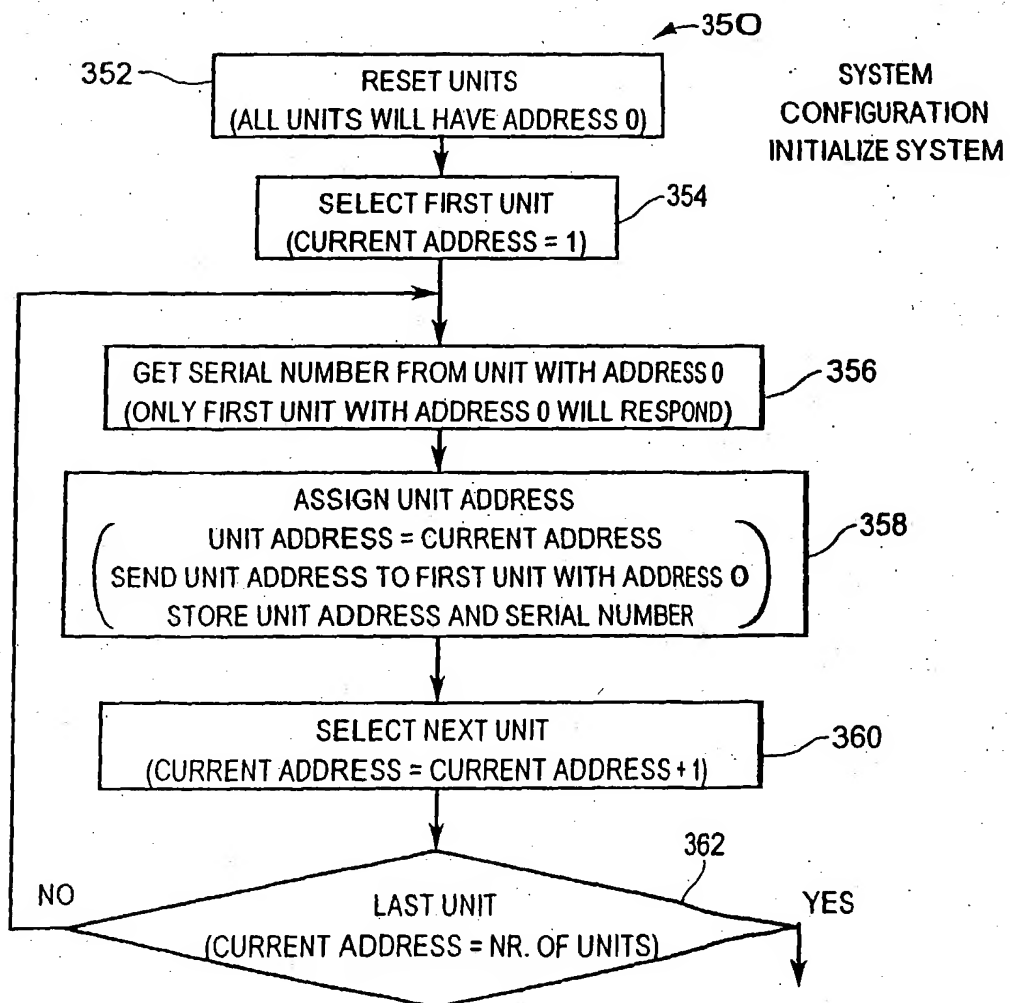 350
352
RESET UNITS
(ALL UNITS WILL HAVE ADDRESS 0)
SYSTEM
CONFIGURATION
INITIALIZE SYSTEM
SELECT FIRST UNIT
(CURRENT ADDRESS = 1)
354
GET SERIAL NUMBER FROM UNIT WITH ADDRESS 0
(ONLY FIRST UNIT WITH ADDRESS 0 WILL RESPOND)
356
ASSIGN UNIT ADDRESS
(UNIT ADDRESS = CURRENT ADDRESS
SEND UNIT ADDRESS TO FIRST UNIT WITH ADDRESS 0
STORE UNIT ADDRESS AND SERIAL NUMBER)
358
SELECT NEXT UNIT
(CURRENT ADDRESS = CURRENT ADDRESS + 1)
360
362
NO
LAST UNIT
(CURRENT ADDRESS = NR. OF UNITS)
YES